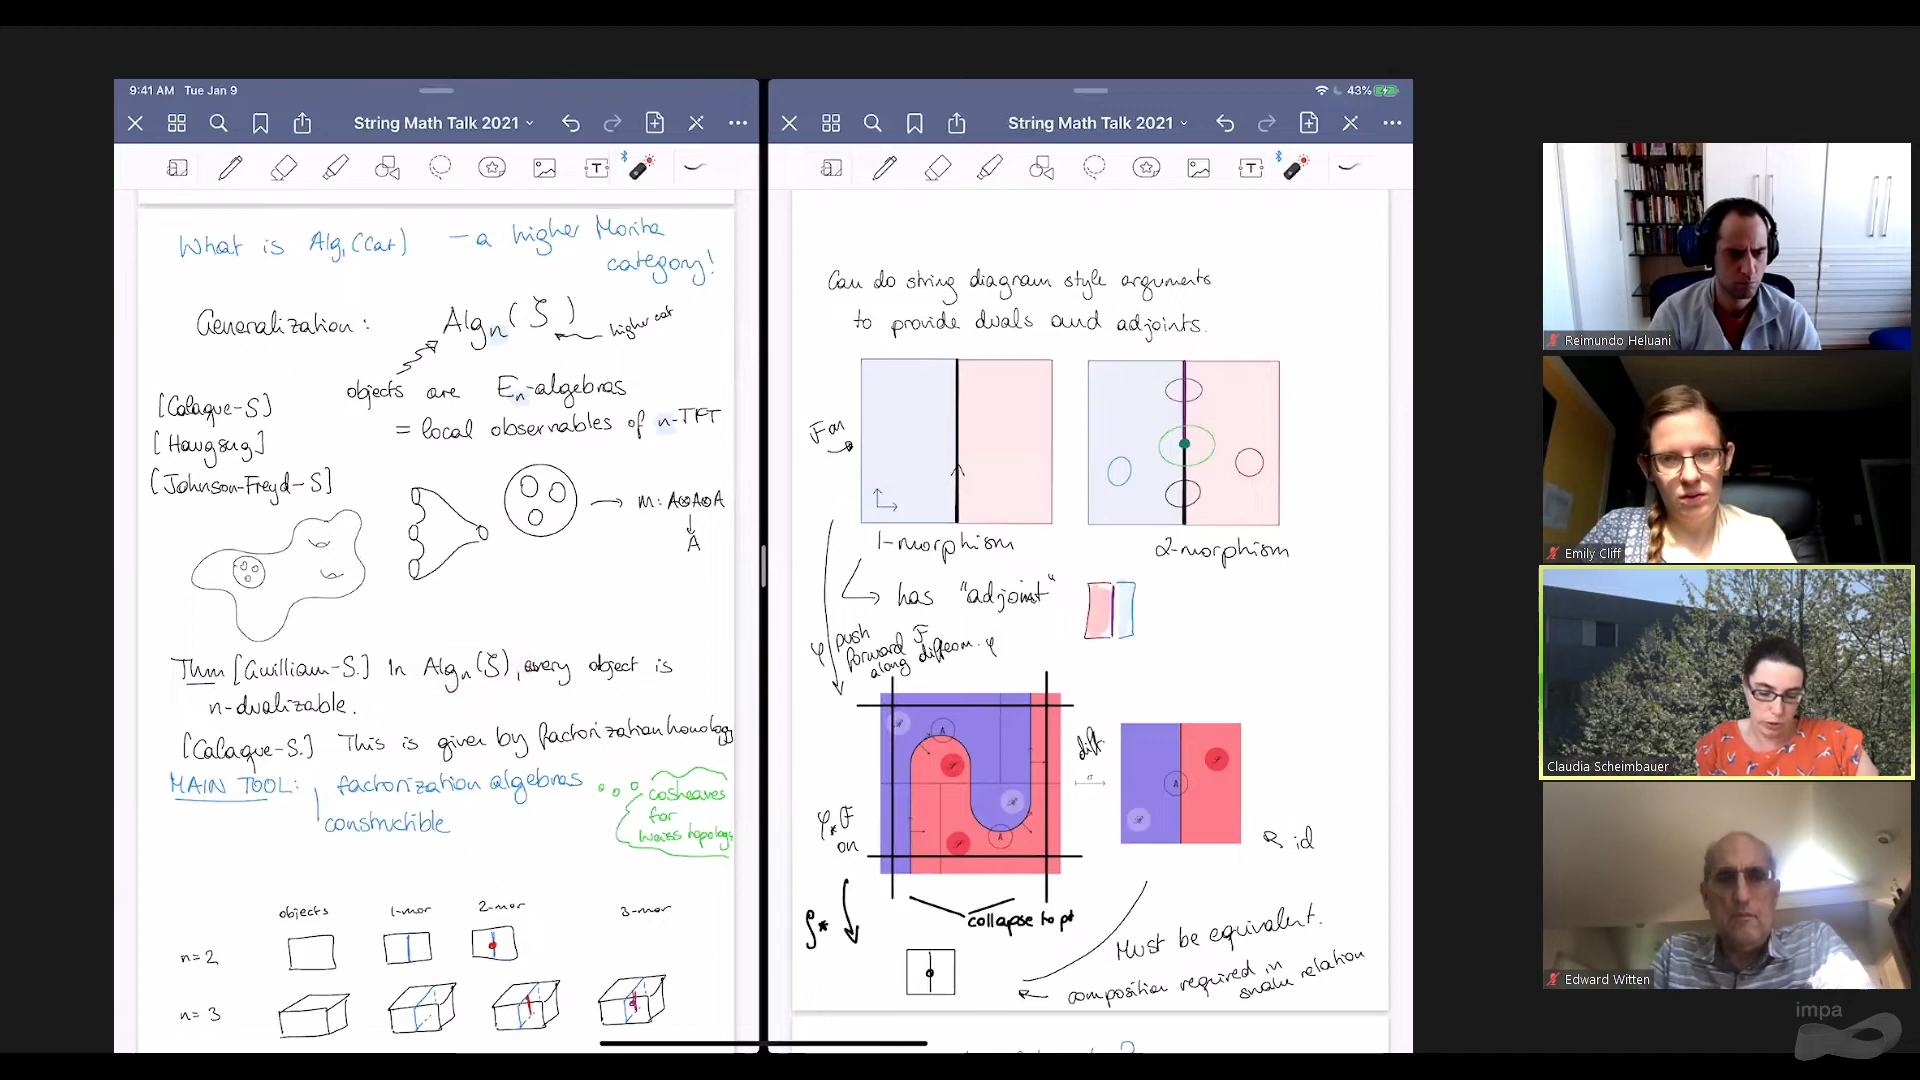 9:41 AM Tue Jan 9
String Math Talk 2021
What is Alg₁(Cat) – a higher Morita
category!
Generalization: Algₙ(ζ)
higher cat
objects are Eₙ-algebras
= local observables of n-TFT
[Calaque-S]
[Haugseng]
[Johnson-Freyd-S]
m: A⊗A⊗A
↓
A
Thm [Gwilliam-S.] In Algₙ(ζ), every object is
n-dualizable.
[Calaque-S.] This is given by factorization homology
MAIN TOOL: factorization algebras
constructible
cosheaves
for
Weiss topology
objects 1-mor 2-mor 3-mor
n=2
n=3
43%
String Math Talk 2021
Can do string diagram style arguments
to provide duals and adjoints.
F on
1-morphism
2-morphism
has "adjoint"
φ push
forward F
along diffeom. φ
A
A
diff.
σ
A
φ*F
on
id
collapse to pt
ρ*
Must be equivalent.
composition required in
snake relation
Reimundo Heluani
Emily Cliff
Claudia Scheimbauer
Edward Witten
impa